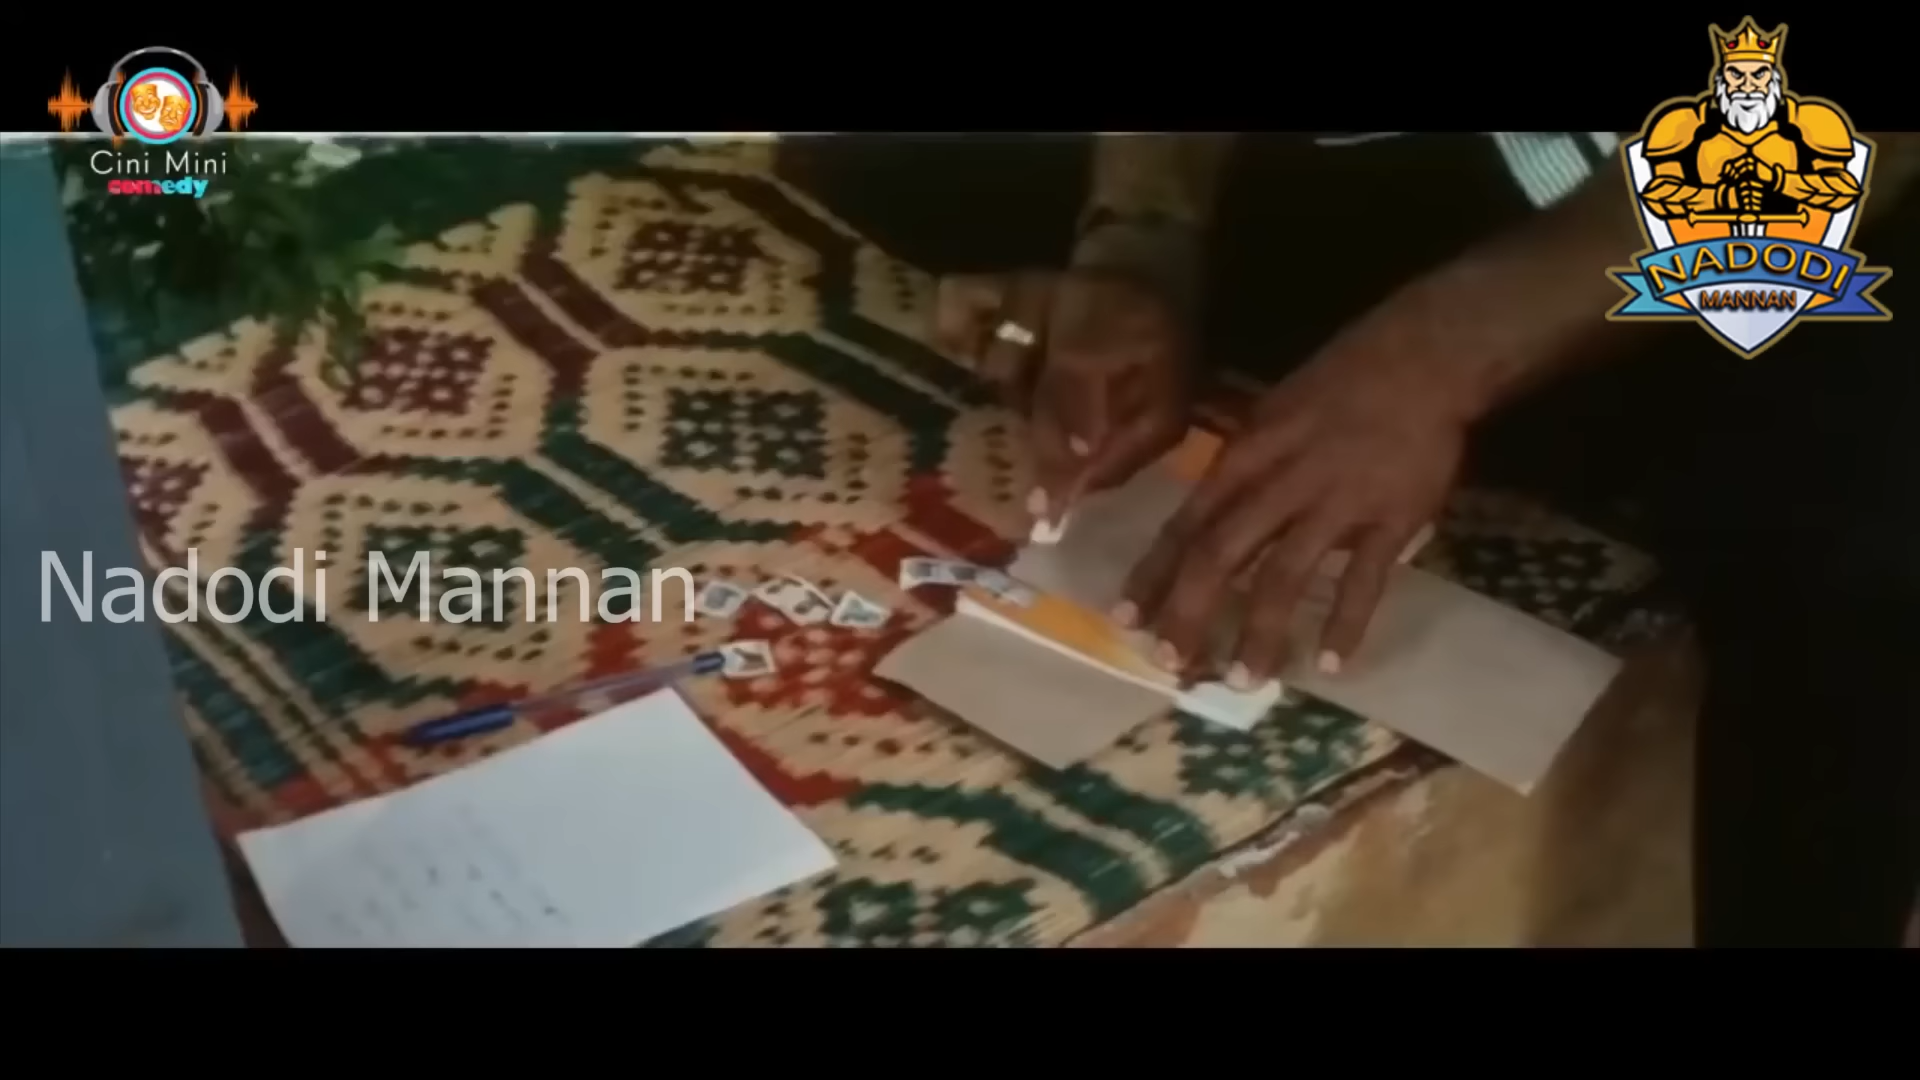 Cini Mini
comedy
NADODI
MANNAN
Nadodi Mannan